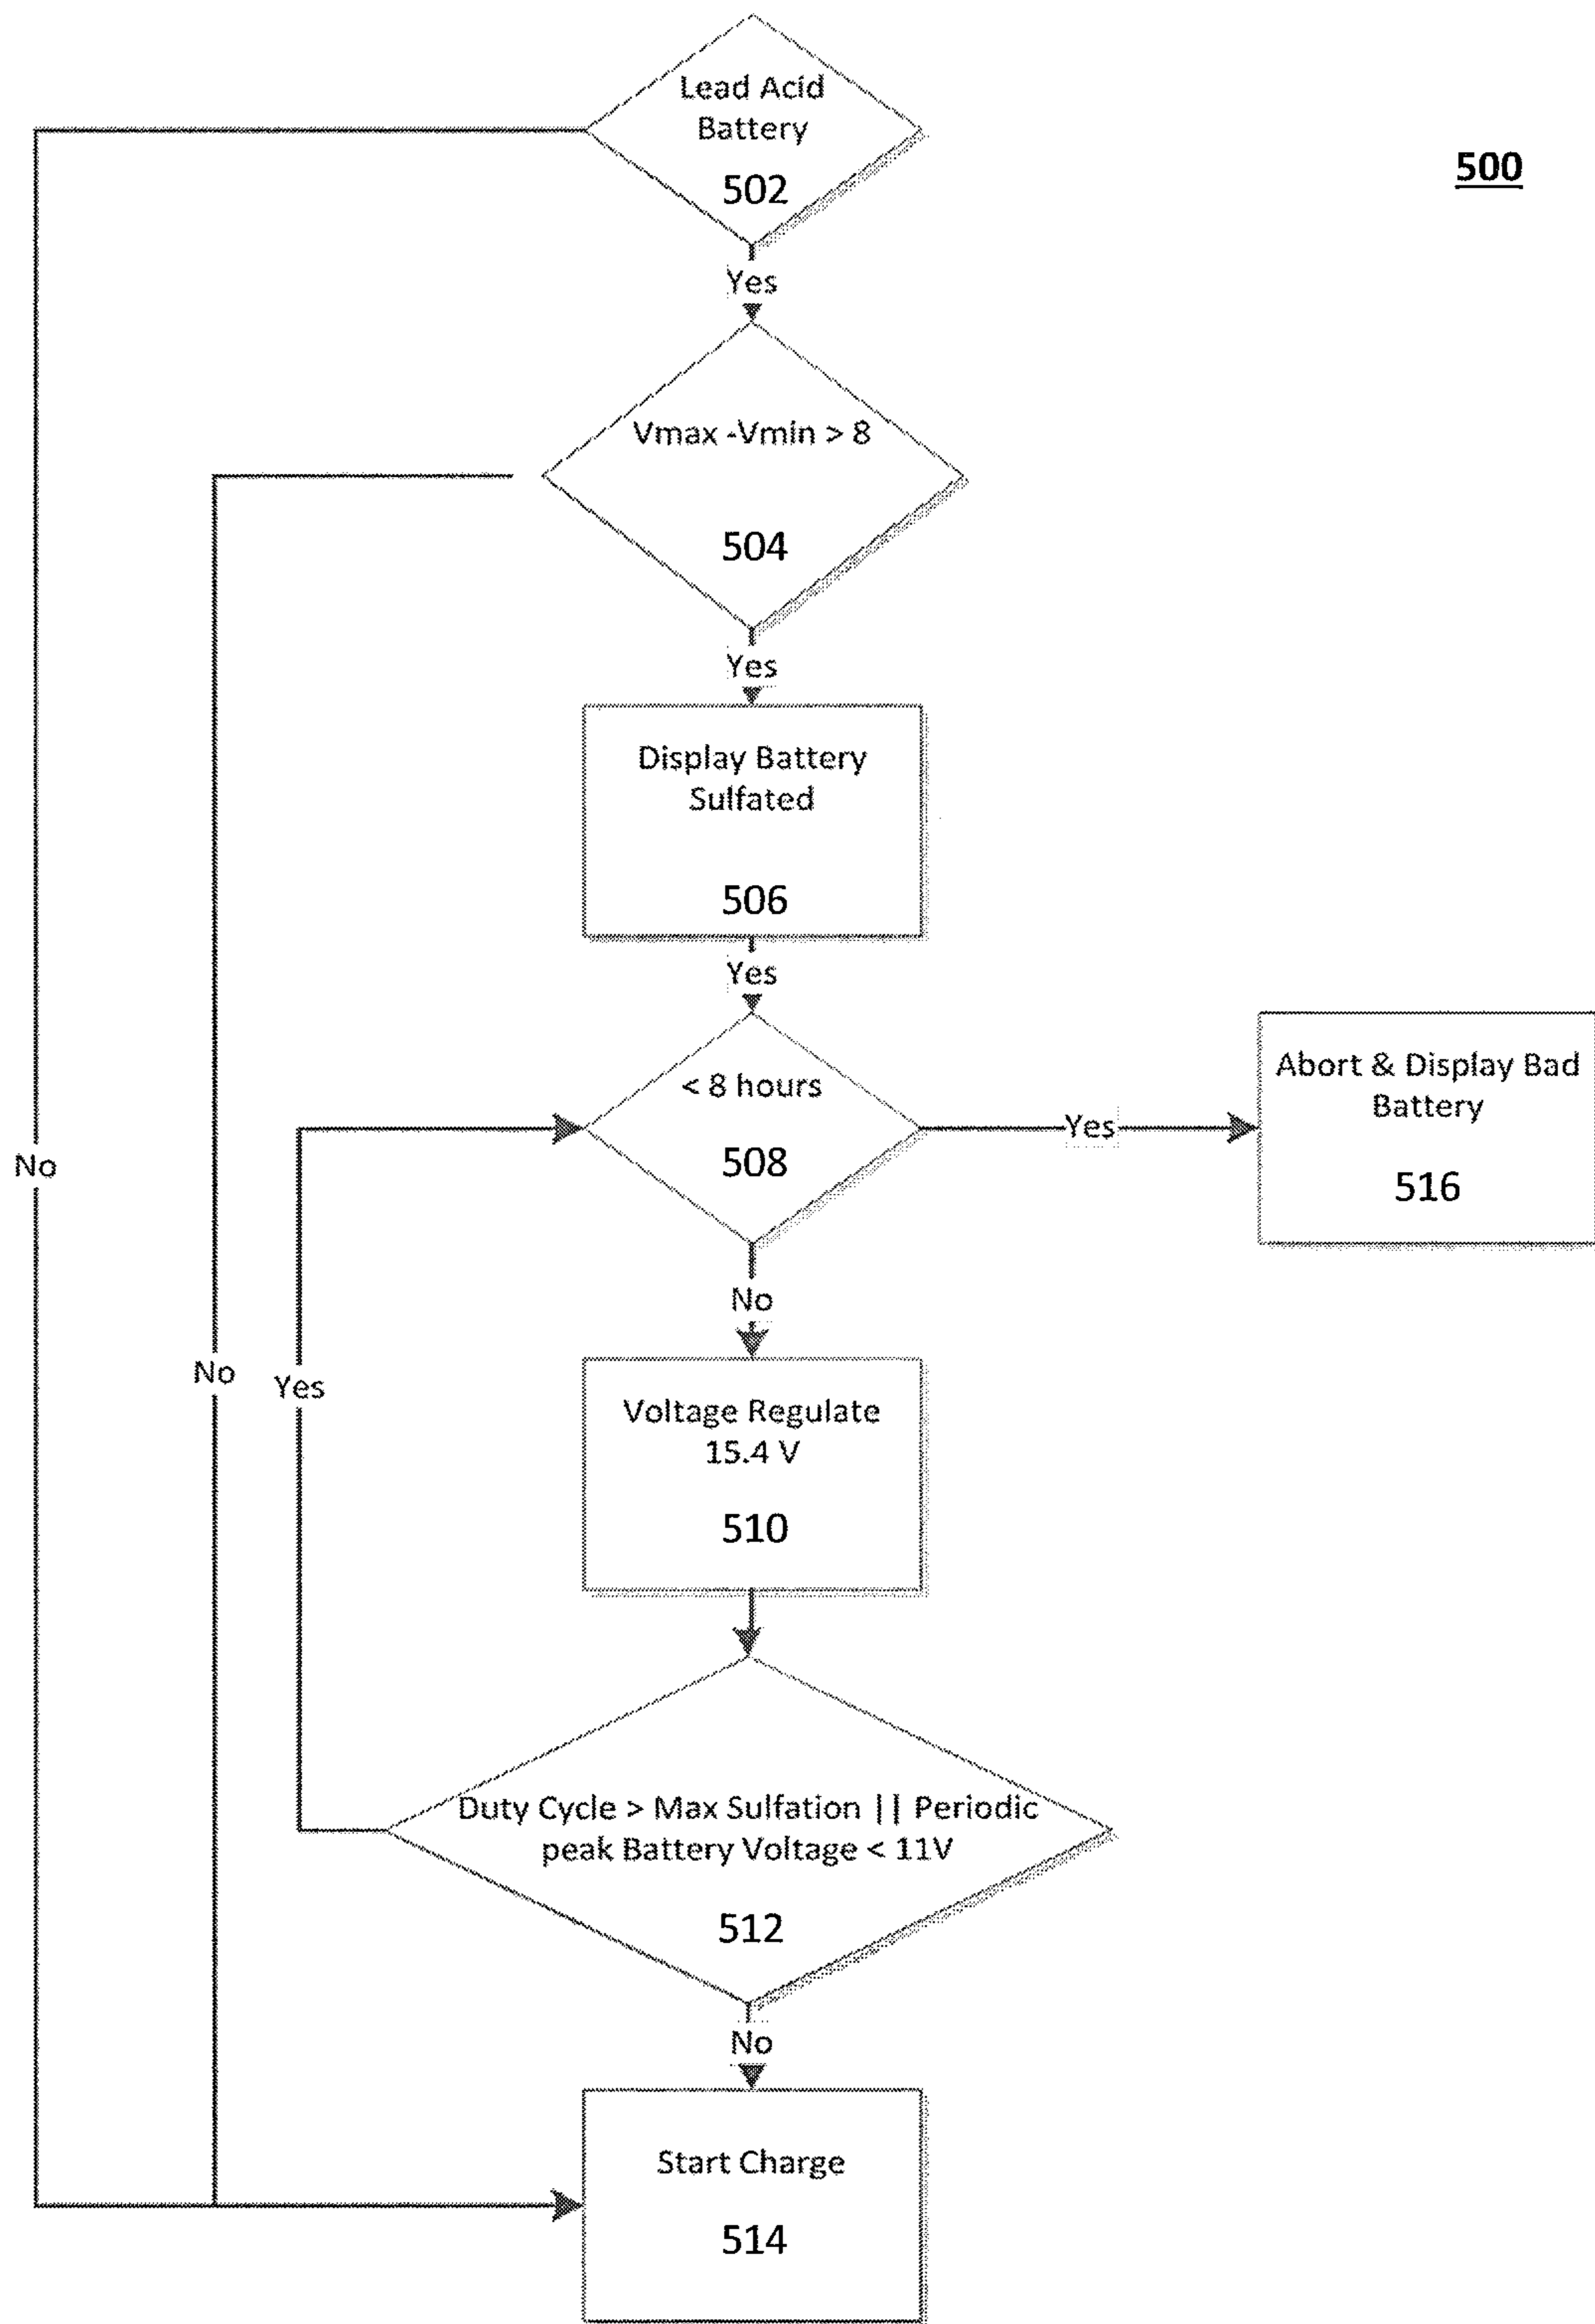 Lead Acid
Battery
502
500
Yes
Vmax -Vmin > 8
504
Yes
Display Battery
Sulfated
506
Yes
< 8 hours
508
Yes
Abort & Display Bad
Battery
516
No
No
Voltage Regulate
15.4 V
510
No
Yes
Duty Cycle > Max Sulfation || Periodic
peak Battery Voltage < 11V
512
No
Start Charge
514